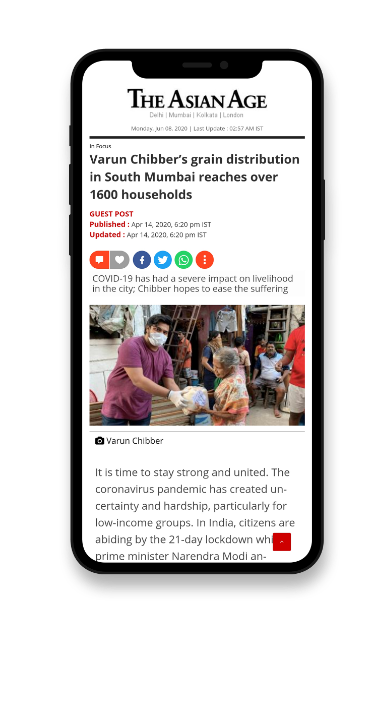 THE ASIAN AGE
Delhi | Mumbai | Kolkata | London
Monday, Jun 08, 2020 | Last Update : 02:57 AM IST
In Focus
Varun Chibber’s grain distribution
in South Mumbai reaches over
1600 households
GUEST POST
Published : Apr 14, 2020, 6:20 pm IST
Updated : Apr 14, 2020, 6:20 pm IST
COVID-19 has had a severe impact on livelihood
in the city; Chibber hopes to ease the suffering
Varun Chibber
It is time to stay strong and united. The
coronavirus pandemic has created un-
certainty and hardship, particularly for
low-income groups. In India, citizens are
abiding by the 21-day lockdown
prime minister Narendra Modi an-